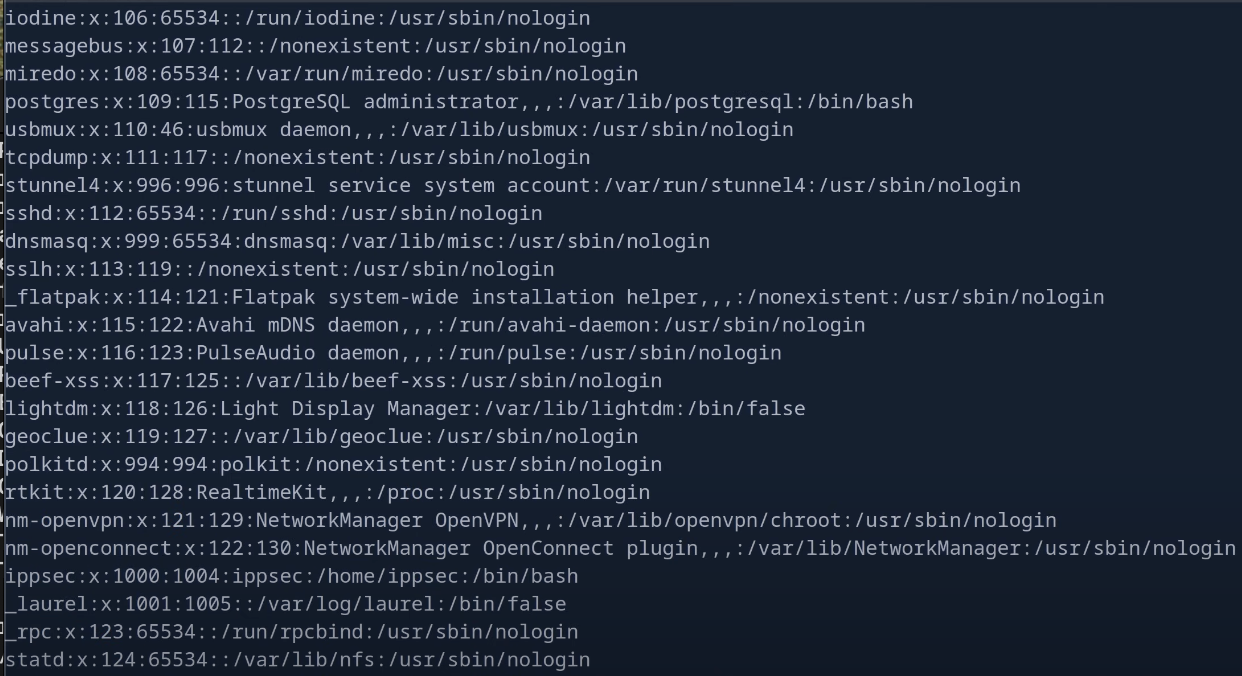 iodine:x:106:65534::/run/iodine:/usr/sbin/nologin
messagebus:x:107:112::/nonexistent:/usr/sbin/nologin
miredo:x:108:65534::/var/run/miredo:/usr/sbin/nologin
postgres:x:109:115:PostgreSQL administrator,,,:/var/lib/postgresql:/bin/bash
usbmux:x:110:46:usbmux daemon,,,:/var/lib/usbmux:/usr/sbin/nologin
tcpdump:x:111:117::/nonexistent:/usr/sbin/nologin
stunnel4:x:996:996:stunnel service system account:/var/run/stunnel4:/usr/sbin/nologin
sshd:x:112:65534::/run/sshd:/usr/sbin/nologin
dnsmasq:x:999:65534:dnsmasq:/var/lib/misc:/usr/sbin/nologin
sslh:x:113:119::/nonexistent:/usr/sbin/nologin
_flatpak:x:114:121:Flatpak system-wide installation helper,,,:/nonexistent:/usr/sbin/nologin
avahi:x:115:122:Avahi mDNS daemon,,,:/run/avahi-daemon:/usr/sbin/nologin
pulse:x:116:123:PulseAudio daemon,,,:/run/pulse:/usr/sbin/nologin
beef-xss:x:117:125::/var/lib/beef-xss:/usr/sbin/nologin
lightdm:x:118:126:Light Display Manager:/var/lib/lightdm:/bin/false
geoclue:x:119:127::/var/lib/geoclue:/usr/sbin/nologin
polkitd:x:994:994:polkit:/nonexistent:/usr/sbin/nologin
rtkit:x:120:128:RealtimeKit,,,:/proc:/usr/sbin/nologin
nm-openvpn:x:121:129:NetworkManager OpenVPN,,,:/var/lib/openvpn/chroot:/usr/sbin/nologin
nm-openconnect:x:122:130:NetworkManager OpenConnect plugin,,,:/var/lib/NetworkManager:/usr/sbin/nologin
ippsec:x:1000:1004:ippsec:/home/ippsec:/bin/bash
_laurel:x:1001:1005::/var/log/laurel:/bin/false
_rpc:x:123:65534::/run/rpcbind:/usr/sbin/nologin
statd:x:124:65534::/var/lib/nfs:/usr/sbin/nologin